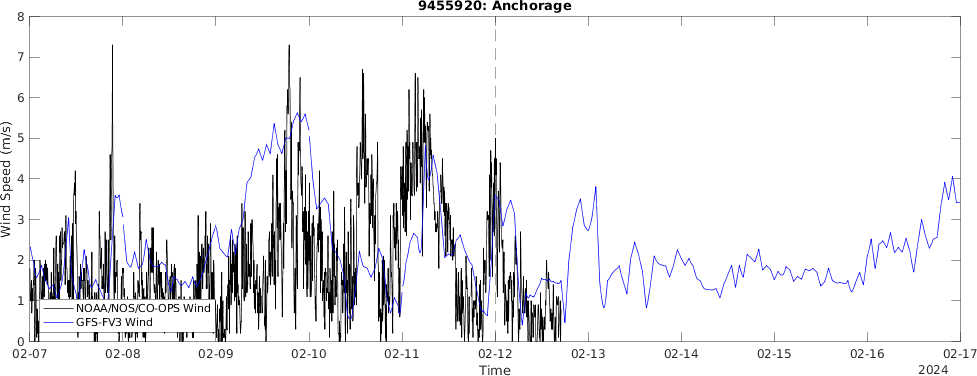 9455920: Anchorage
8
7
6
5
4
3
2
1
0
Wind Speed (m/s)
NOAA/NOS/CO-OPS Wind
GFS-FV3 Wind
02-07 02-08 02-09 02-10 02-11 02-12 02-13 02-14 02-15 02-16 02-17
Time
2024